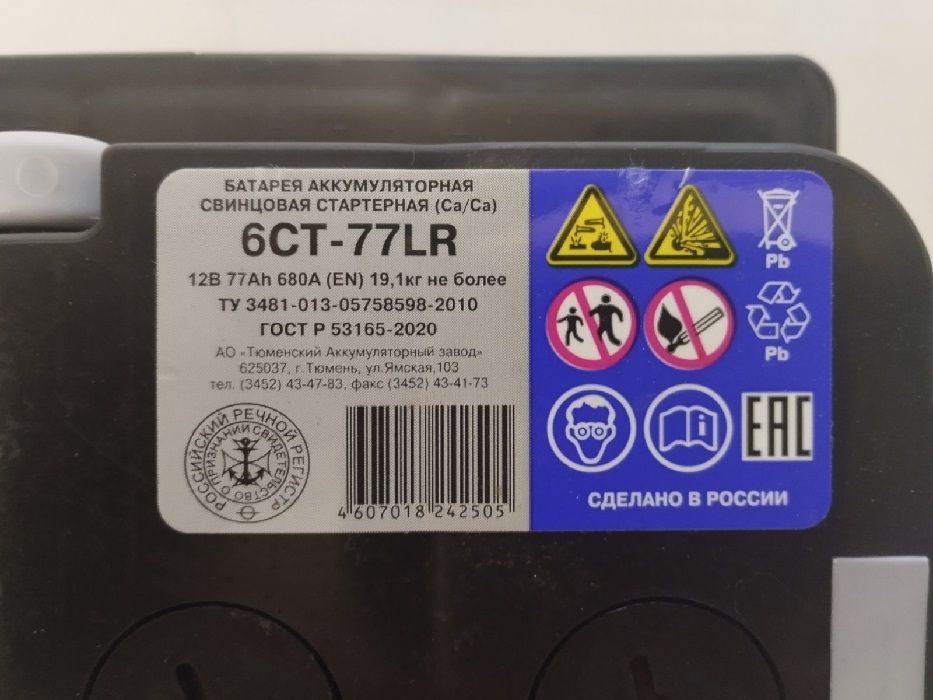 БАТАРЕЯ АККУМУЛЯТОРНАЯ
СВИНЦОВАЯ СТАРТЕРНАЯ (Ca/Ca)
6СТ-77LR
12В 77Ah 680A (EN) 19,1кг не более
ТУ 3481-013-05758598-2010
ГОСТ Р 53165-2020
АО «Тюменский Аккумуляторный завод»
625037, г.Тюмень, ул.Ямская,103
тел. (3452) 43-47-83, факс (3452) 43-41-73
РОССИЙСКИЙ РЕЧНОЙ РЕГИСТР
СВИДЕТЕЛЬСТВО О ПРИЗНАНИИ
4 607018 242505
Pb
Pb
EAC
СДЕЛАНО В РОССИИ